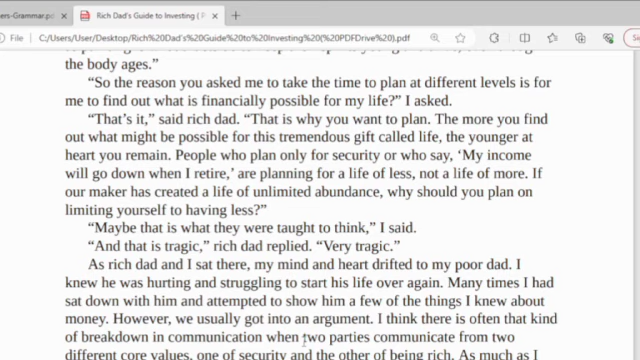 ers-Grammar.pdf
Rich Dad's Guide to Investing ( P
File
C:/Users/User/Desktop/Rich%20Dad's%20Guide%20to%20Investing%20(%20PDFDrive%20).pdf
the body ages.”
“So the reason you asked me to take the time to plan at different levels is for
me to find out what is financially possible for my life?” I asked.
“That’s it,” said rich dad. “That is why you want to plan. The more you find
out what might be possible for this tremendous gift called life, the younger at
heart you remain. People who plan only for security or who say, ‘My income
will go down when I retire,’ are planning for a life of less, not a life of more. If
our maker has created a life of unlimited abundance, why should you plan on
limiting yourself to having less?”
“Maybe that is what they were taught to think,” I said.
“And that is tragic,” rich dad replied. “Very tragic.”
As rich dad and I sat there, my mind and heart drifted to my poor dad. I
knew he was hurting and struggling to start his life over again. Many times I had
sat down with him and attempted to show him a few of the things I knew about
money. However, we usually got into an argument. I think there is often that kind
of breakdown in communication when two parties communicate from two
different core values, one of security and the other of being rich. As much as I